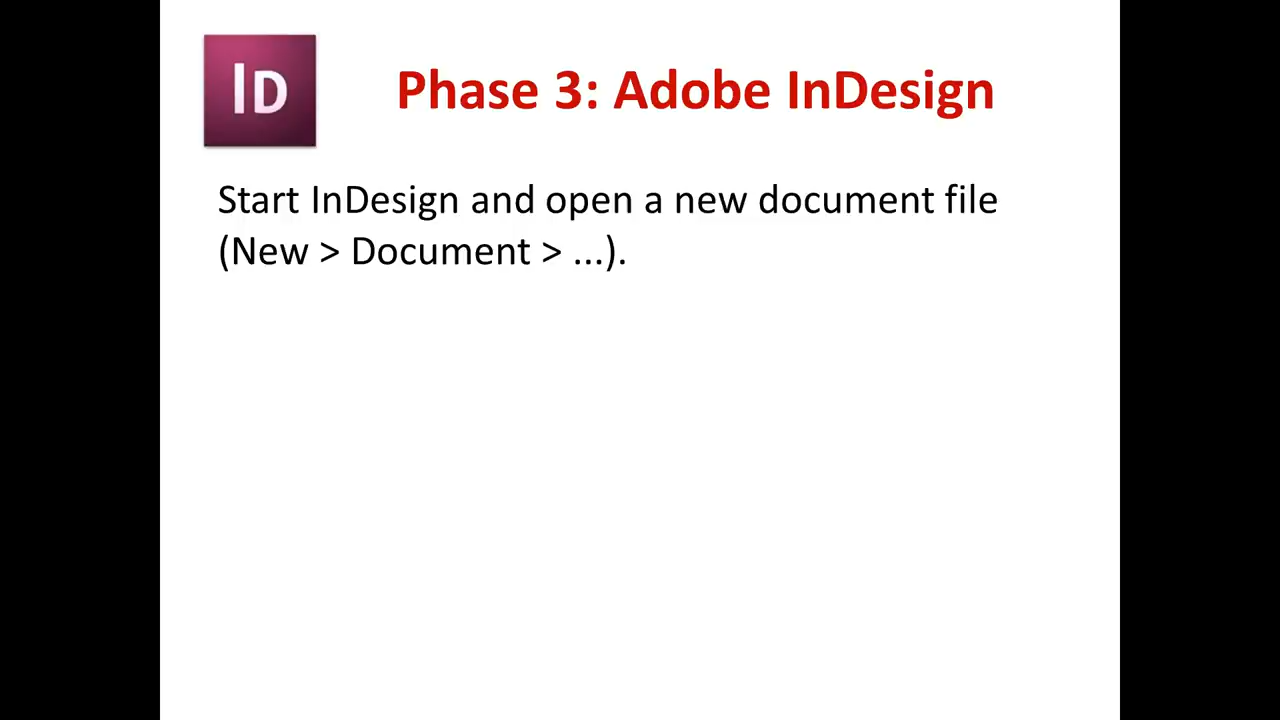 ID
Phase 3: Adobe InDesign
Start InDesign and open a new document file
(New > Document > ...).